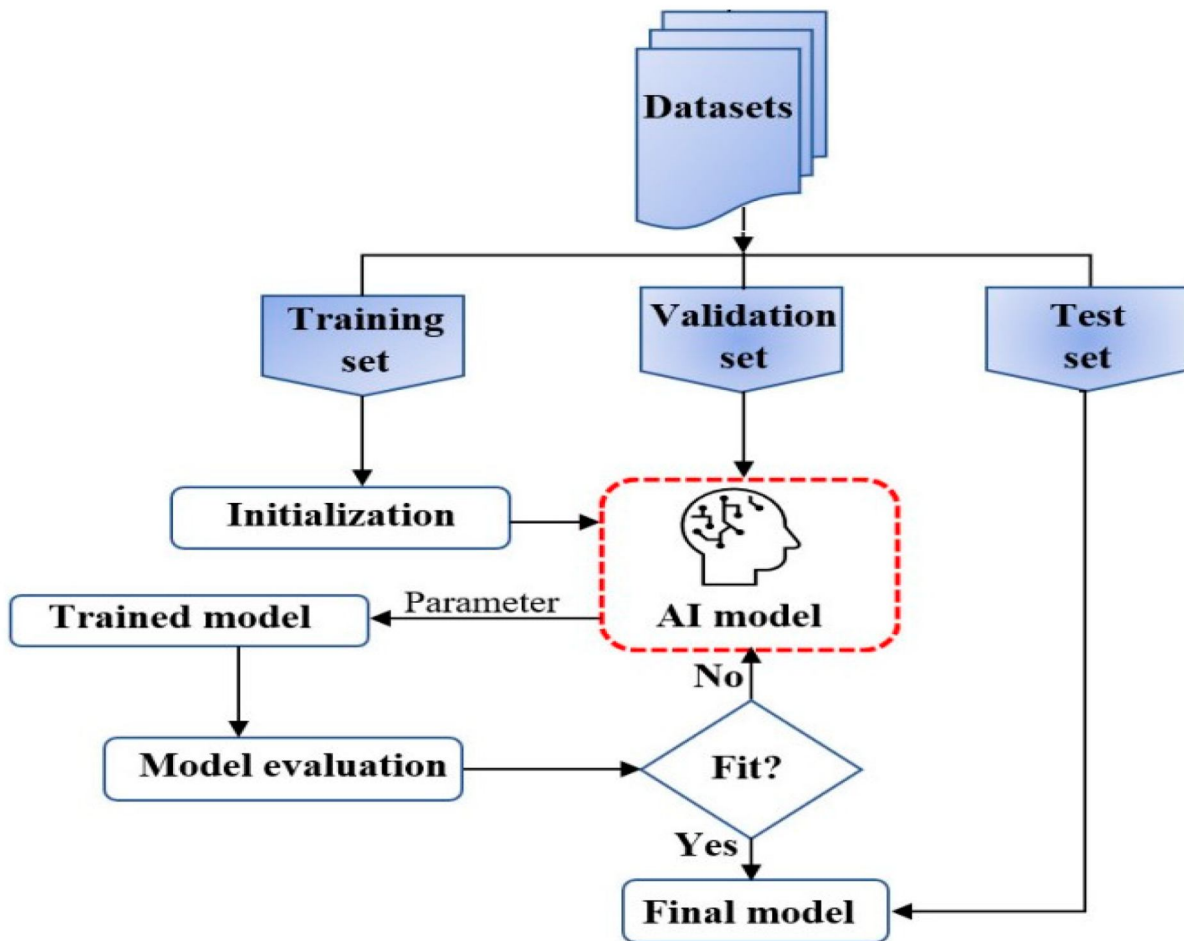 Datasets
Training
set
Validation
set
Test
set
Initialization
AI model
Parameter
Trained model
No
Model evaluation
Fit?
Yes
Final model